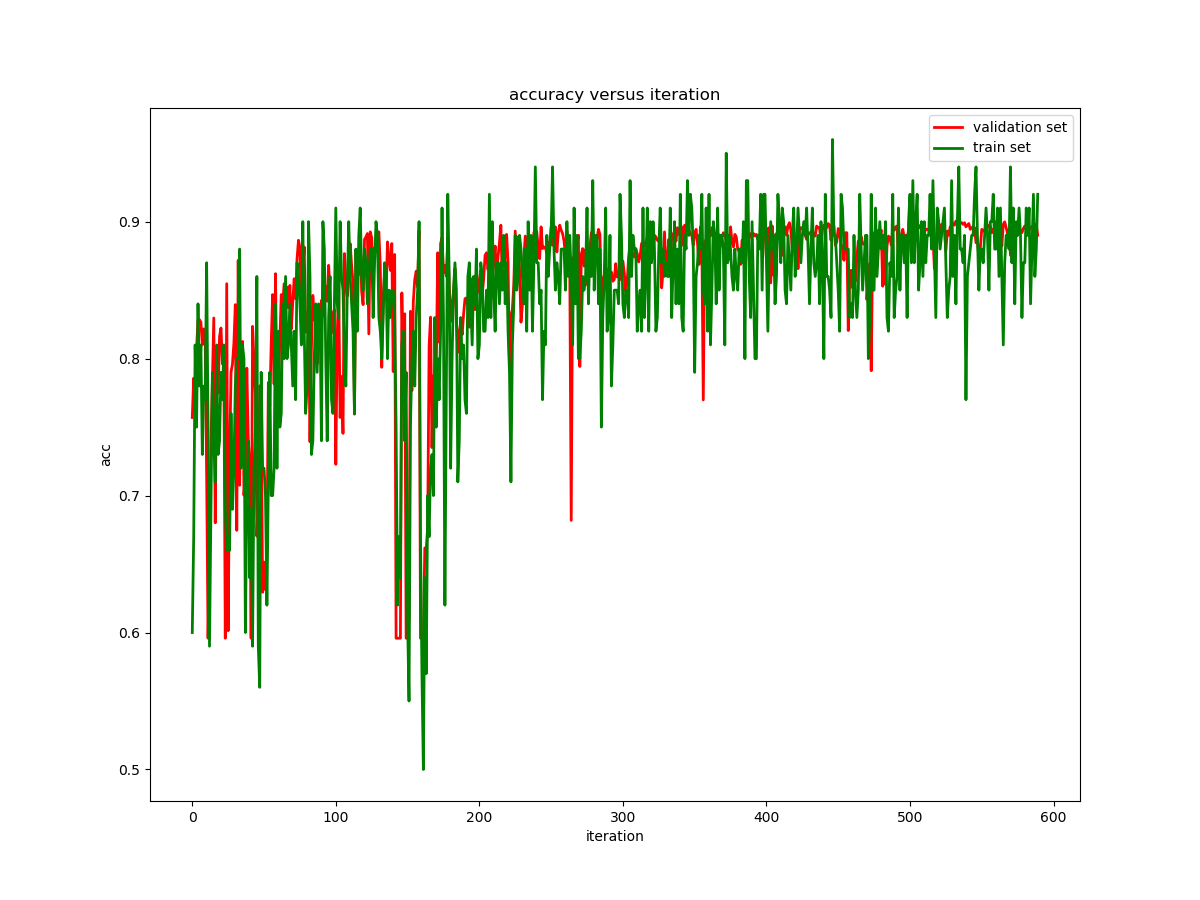 accuracy versus iteration
validation set
train set
0.9
0.8
0.7
0.6
0.5
acc
0 100 200 300 400 500 600
iteration